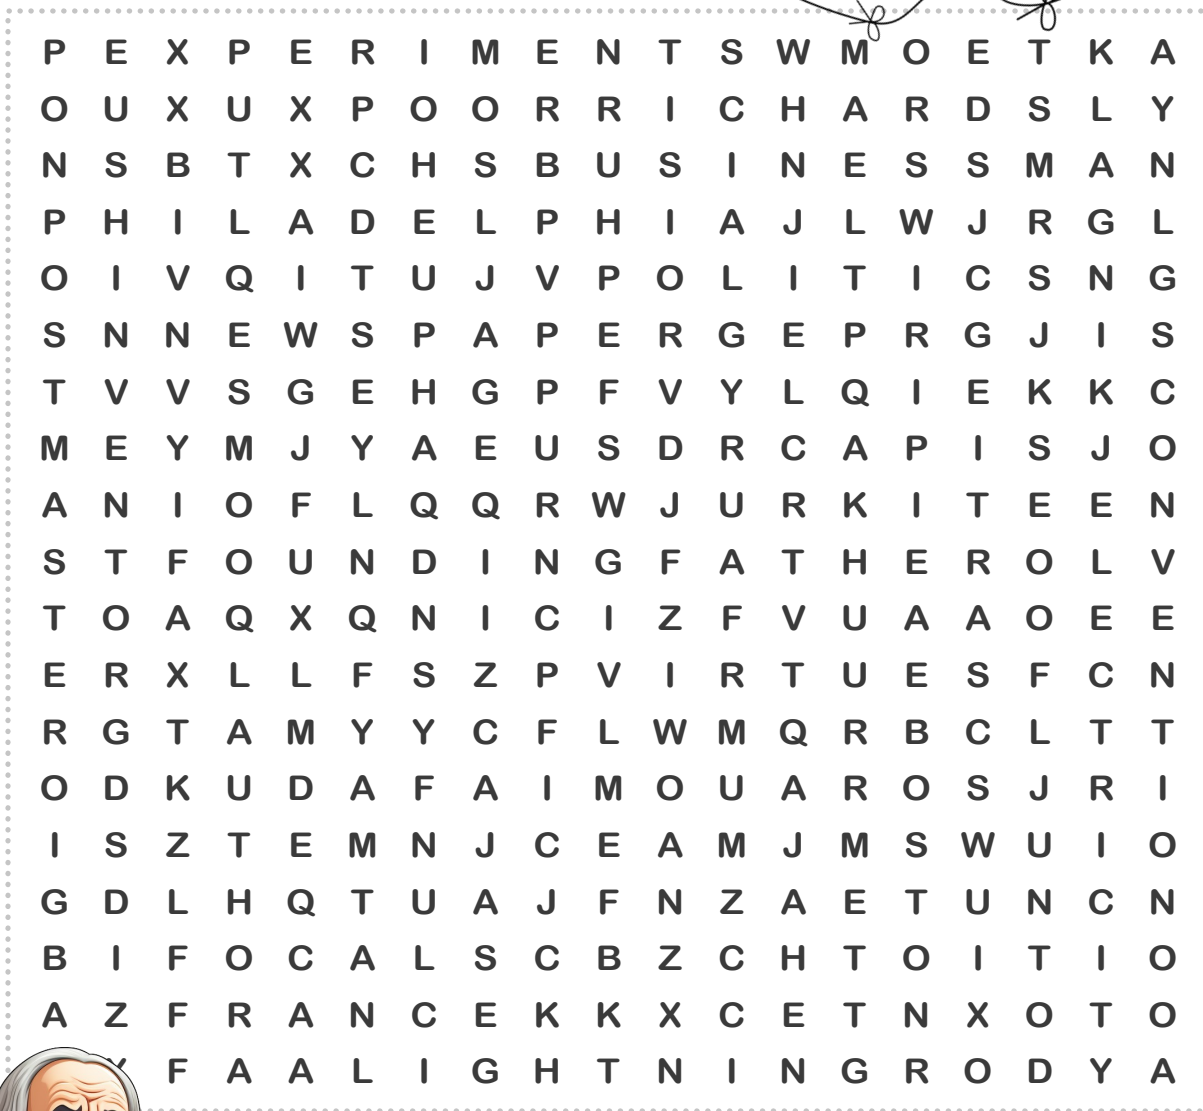 P E X P E R I M E N T S W M O E T K A
O U X U X P O O R R I C H A R D S L Y
N S B T X C H S B U S I N E S S M A N
P H I L A D E L P H I A J L W J R G L
O I V Q I T U J V P O L I T I C S N G
S N N E W S P A P E R G E P R G J I S
T V V S G E H G P F V Y L Q I E K K C
M E Y M J Y A E U S D R C A P I S J O
A N I O F L Q Q R W J U R K I T E E N
S T F O U N D I N G F A T H E R O L V
T O A Q X Q N I C I Z F V U A A O E E
E R X L L F S Z P V I R T U E S F C N
R G T A M Y Y C F L W M Q R B C L T T
O D K U D A F A I M O U A R O S J R I
I S Z T E M N J C E A M J M S W U I O
G D L H Q T U A J F N Z A E T U N C N
B I F O C A L S C B Z C H T O I T I O
A Z F R A N C E K K X C E T N X O T O
F A A L I G H T N I N G R O D Y A